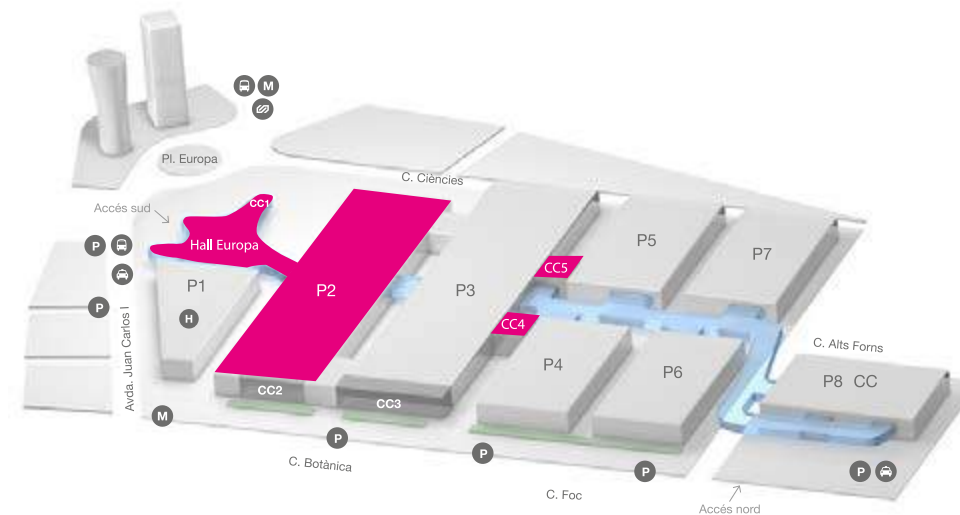 M
Pl. Europa
C. Ciències
CC1
Accés sud
Hall Europa
P
P5
P7
CC5
P1
P2
P3
P
H
CC4
Avda. Juan Carlos I
C. Alts Forns
P4
P6
P8 CC
CC2
CC3
M
P
P
C. Botànica
P
P
C. Foc
Accés nord